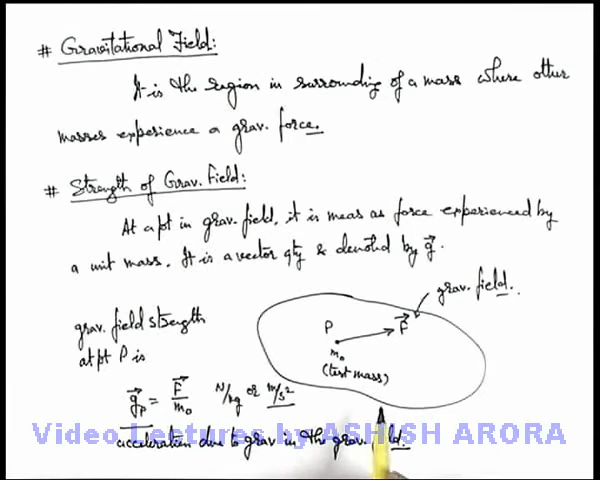 # Gravitational Field:
It is the region in surrounding of a mass where other
masses experience a grav. force.
# Strength of Grav. Field:
At a pt in grav. field, it is meas as force experienced by
a unit mass. It is a vector qty & denoted by g⃗.
grav. field.
grav. field strength
at pt P is
P
F⃗
m₀
(test mass)
g⃗ₚ = F⃗/m₀ N/kg or m/s²
acceleration due to grav in the grav. field.
Video Lectures by ASHISH ARORA